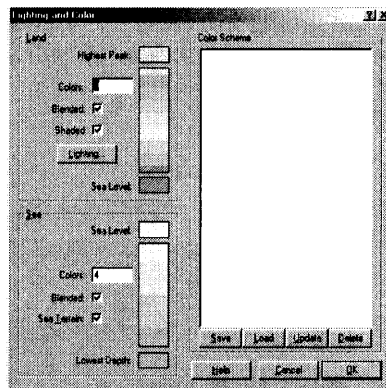 Lighting and Color
Land
Highest Peak:
Colors:
Blended:
Shaded:
Lighting...
Sea Level:
Sea
Sea Level:
Colors: 4
Blended:
Sea Terrain:
Lowest Depth:
Color Scheme
Save Load Update Delete
Help Cancel OK